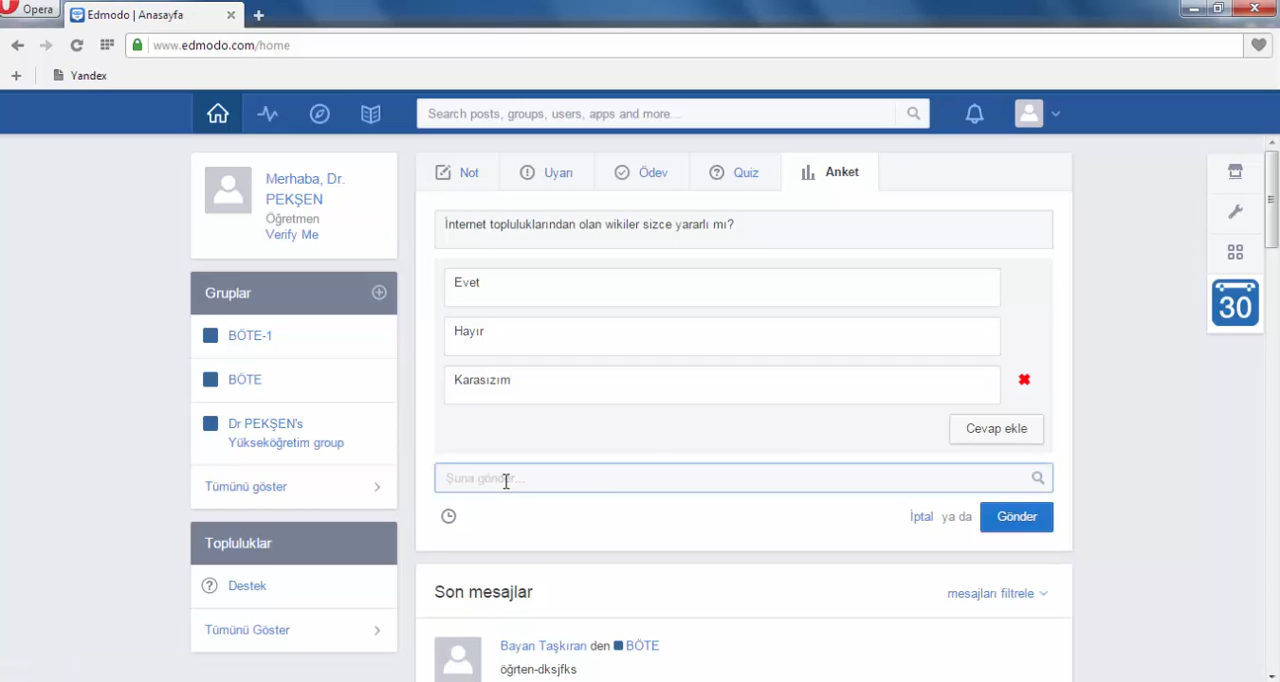 Opera
Edmodo | Anasayfa
www.edmodo.com/home
Yandex
Search posts, groups, users, apps and more...
Merhaba, Dr.
PEKŞEN
Öğretmen
Verify Me
Gruplar
BÖTE-1
BÖTE
Dr PEKŞEN's
Yükseköğretim group
Tümünü göster
Topluluklar
Destek
Tümünü Göster
Not
Uyarı
Ödev
Quiz
Anket
İnternet topluluklarından olan wikiler sizce yararlı mı?
Evet
Hayır
Karasızım
Cevap ekle
Şuna gönder...
İptal ya da Gönder
Son mesajlar
mesajları filtrele
Bayan Taşkıran den BÖTE
öğrten-dksjfks
30